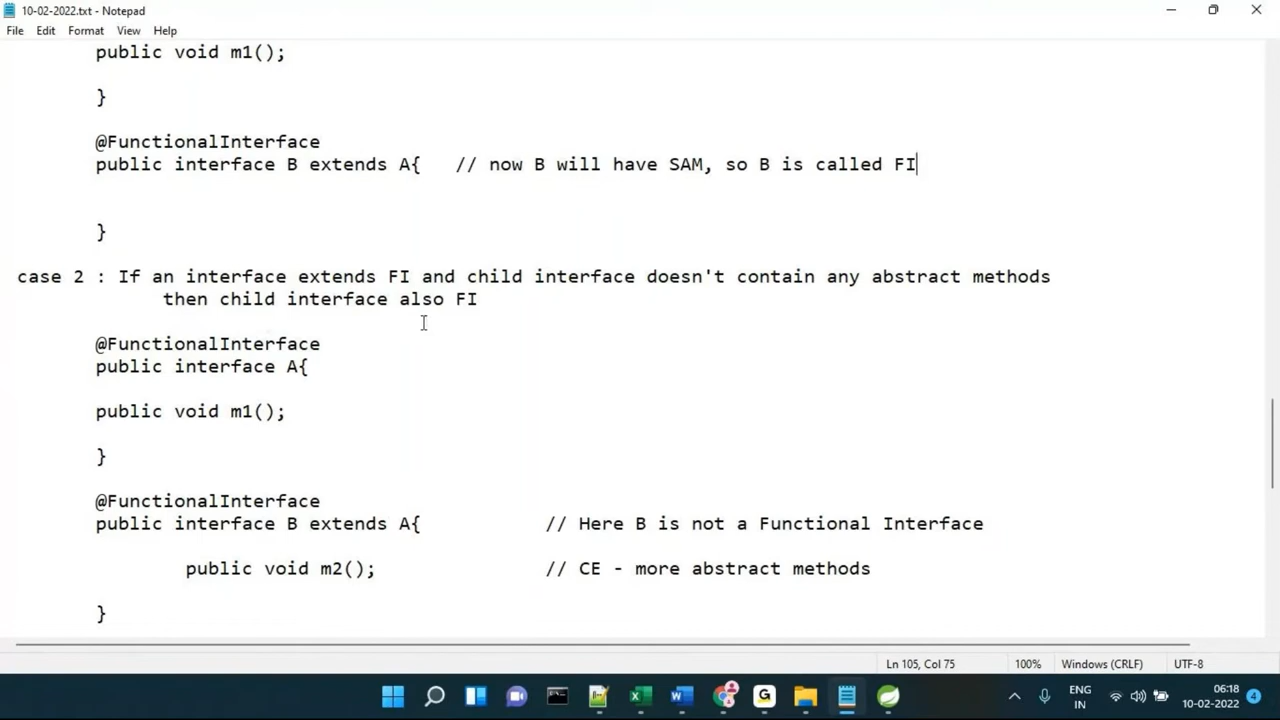 10-02-2022.txt - Notepad
File Edit Format View Help
public void m1();
}
@FunctionalInterface
public interface B extends A{ // now B will have SAM, so B is called FI
}
case 2 : If an interface extends FI and child interface doesn't contain any abstract methods
then child interface also FI
@FunctionalInterface
public interface A{
public void m1();
}
@FunctionalInterface
public interface B extends A{ // Here B is not a Functional Interface
public void m2(); // CE - more abstract methods
}
Ln 105, Col 75 100% Windows (CRLF) UTF-8
ENG 06:18
IN 10-02-2022 4